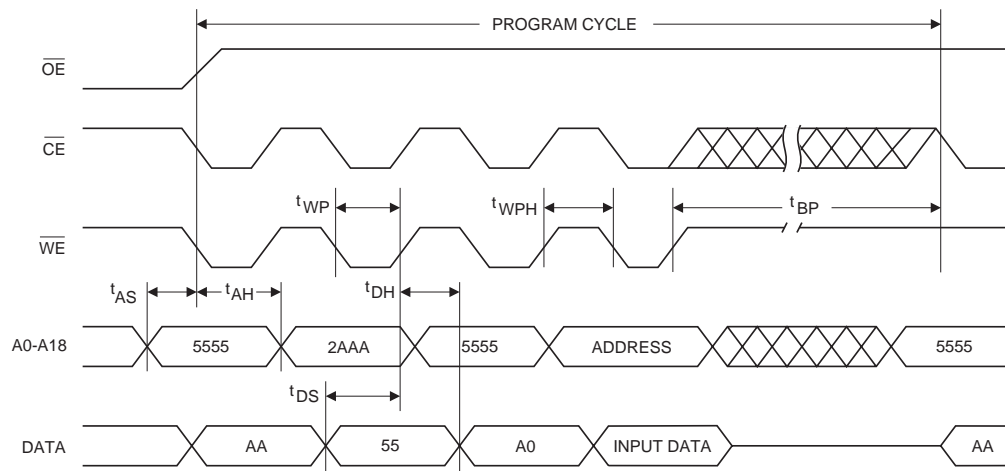 PROGRAM CYCLE
OE
CE
tWP
tWPH
tBP
WE
tAS
tAH
tDH
A0-A18
5555
2AAA
5555
ADDRESS
5555
tDS
DATA
AA
55
A0
INPUT DATA
AA